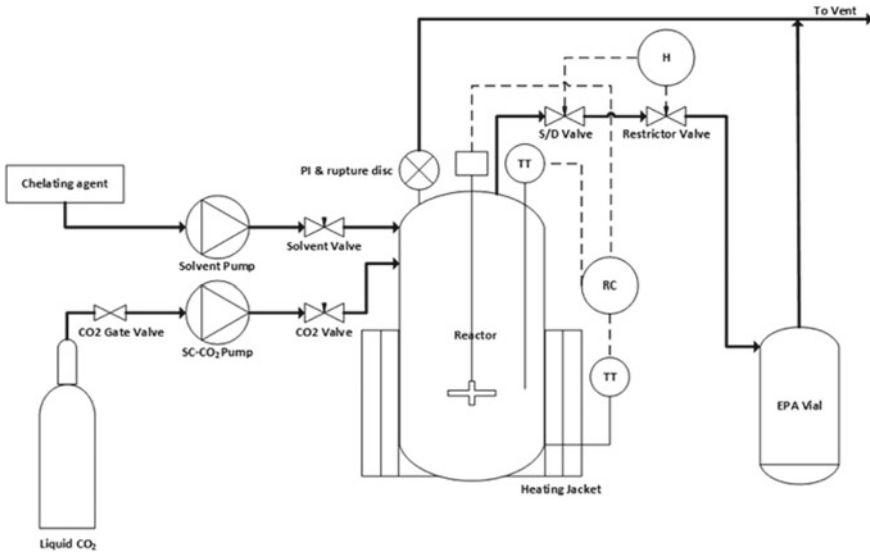 To Vent
H
S/D Valve
Restrictor Valve
PI & rupture disc
TT
Chelating agent
Solvent Pump
Solvent Valve
RC
CO2 Gate Valve
SC-CO₂ Pump
CO2 Valve
Reactor
TT
EPA Vial
Heating Jacket
Liquid CO₂